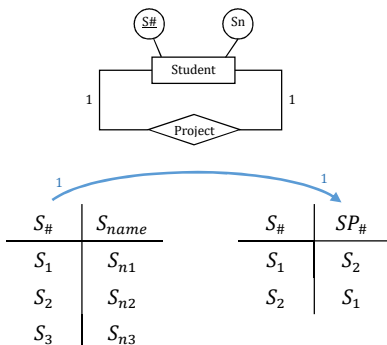 S# Sn
Student
1 1
Project
1 1
S# Sname S# SP#
S1 Sn1 S1 S2
S2 Sn2 S2 S1
S3 Sn3